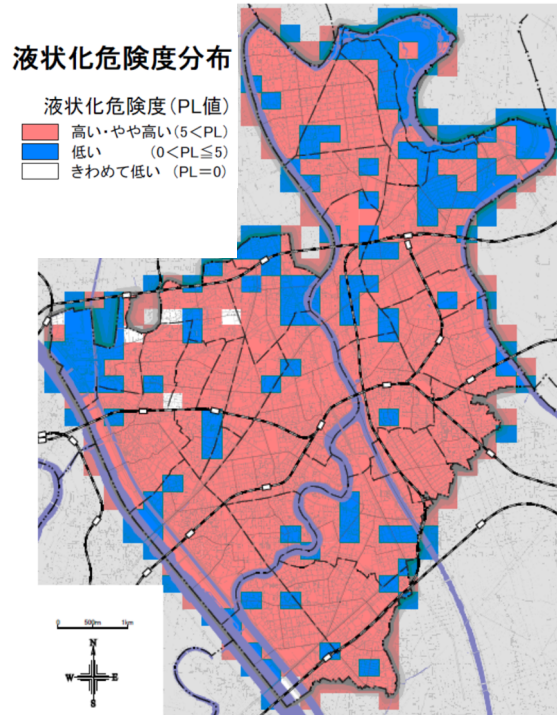 液状化危険度分布
液状化危険度(PL値)
高い・やや高い(5<PL)
低い (0<PL≦5)
きわめて低い (PL=0)
0 500m 1km
N
W E
S